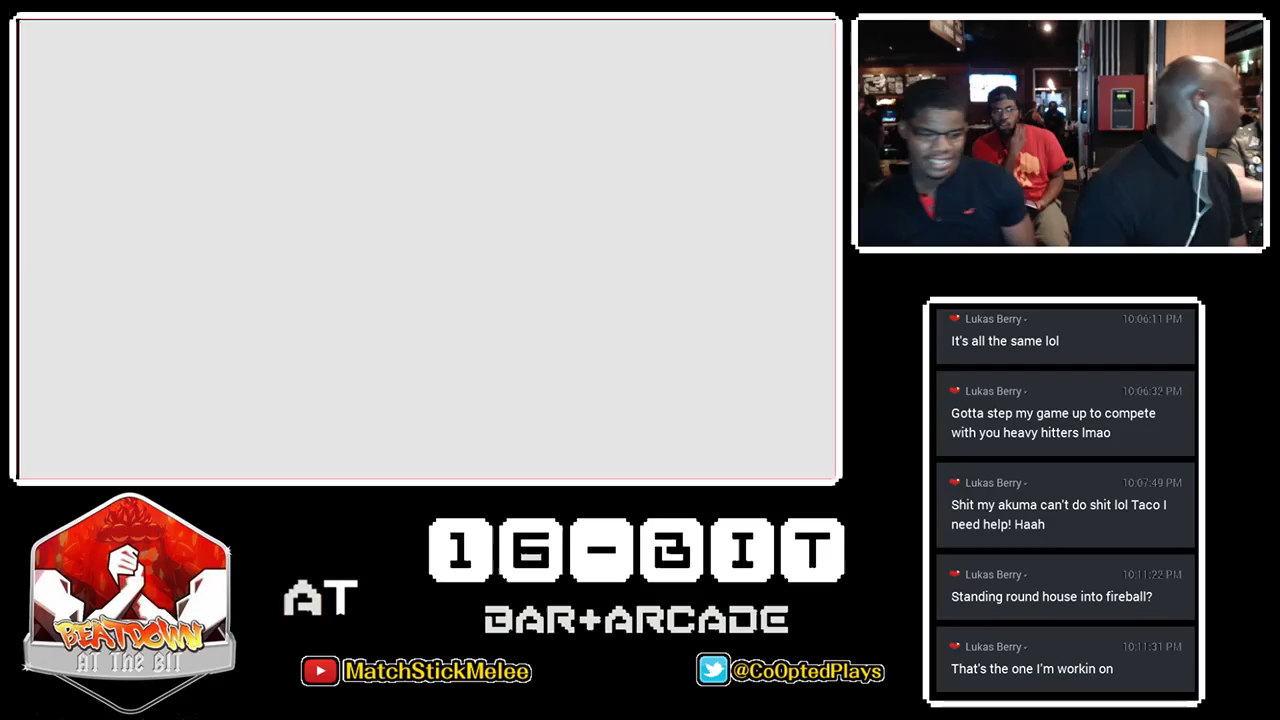 Lukas Berry
10:06:11 PM
It's all the same lol
Lukas Berry
10:06:32 PM
Gotta step my game up to compete
with you heavy hitters lmao
Lukas Berry
10:07:49 PM
Shit my akuma can't do shit lol Taco I
need help! Haah
Lukas Berry
10:11:22 PM
Standing round house into fireball?
Lukas Berry
10:11:31 PM
That's the one I'm workin on
BEATDOWN
AT THE BIT
AT
16-BIT
BAR+ARCADE
MatchStickMelee
@CoOptedPlays